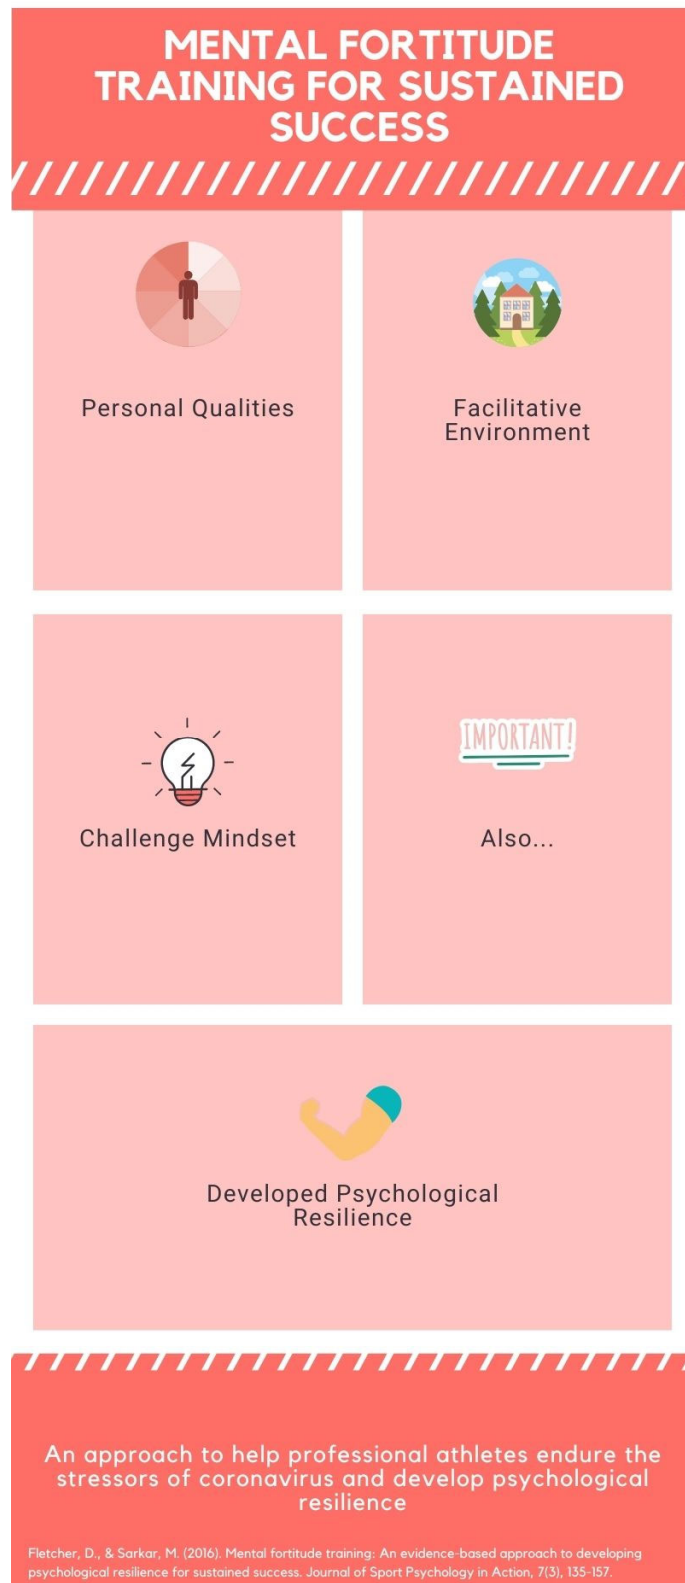 MENTAL FORTITUDE
TRAINING FOR SUSTAINED
SUCCESS
Personal Qualities
Facilitative
Environment
Challenge Mindset
IMPORTANT!
Also...
Developed Psychological
Resilience
An approach to help professional athletes endure the
stressors of coronavirus and develop psychological
resilience
Fletcher, D., & Sarkar, M. (2016). Mental fortitude training: An evidence-based approach to developing
psychological resilience for sustained success. Journal of Sport Psychology in Action, 7(3), 135-157.